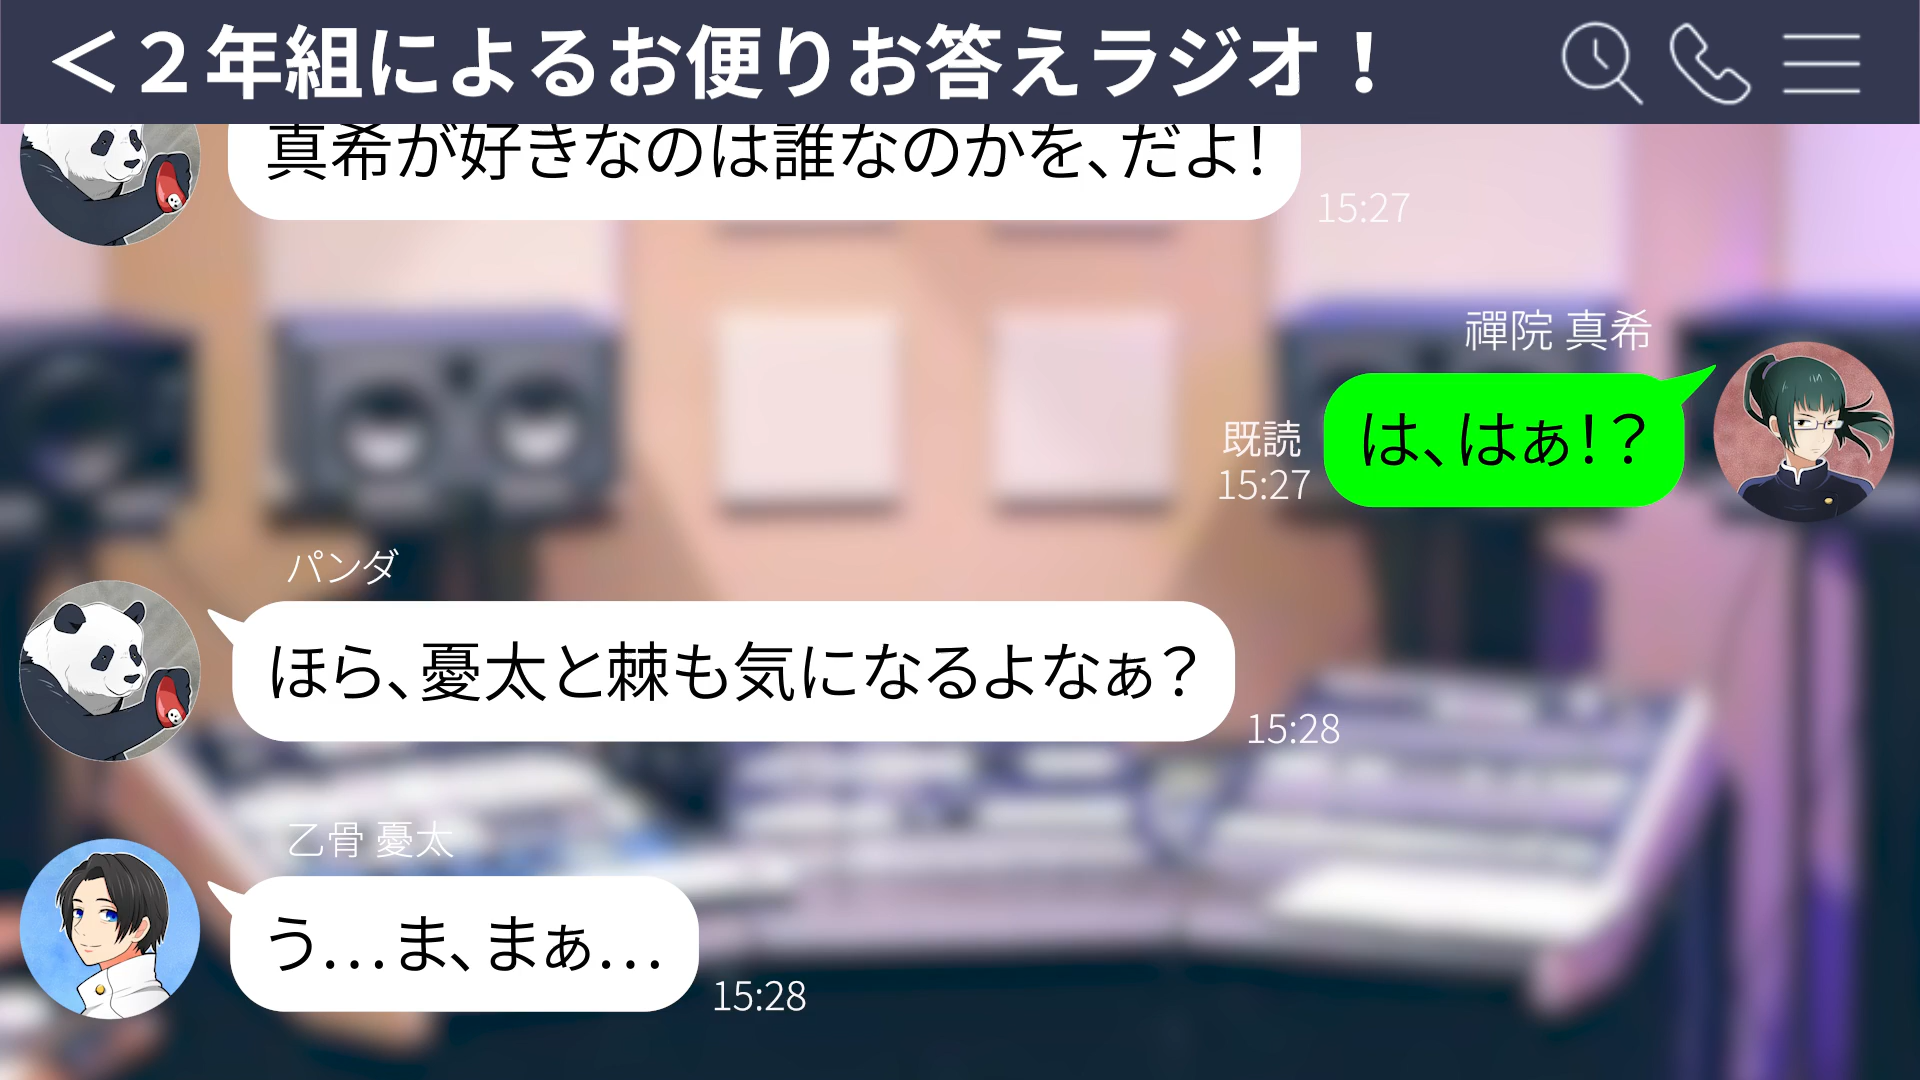 ＜２年組によるお便りお答えラジオ！
真希が好きなのは誰なのかを、だよ！
15:27
禪院 真希
は、はぁ！？
既読
15:27
パンダ
ほら、憂太と棘も気になるよなぁ？
15:28
乙骨 憂太
う…ま、まぁ…
15:28